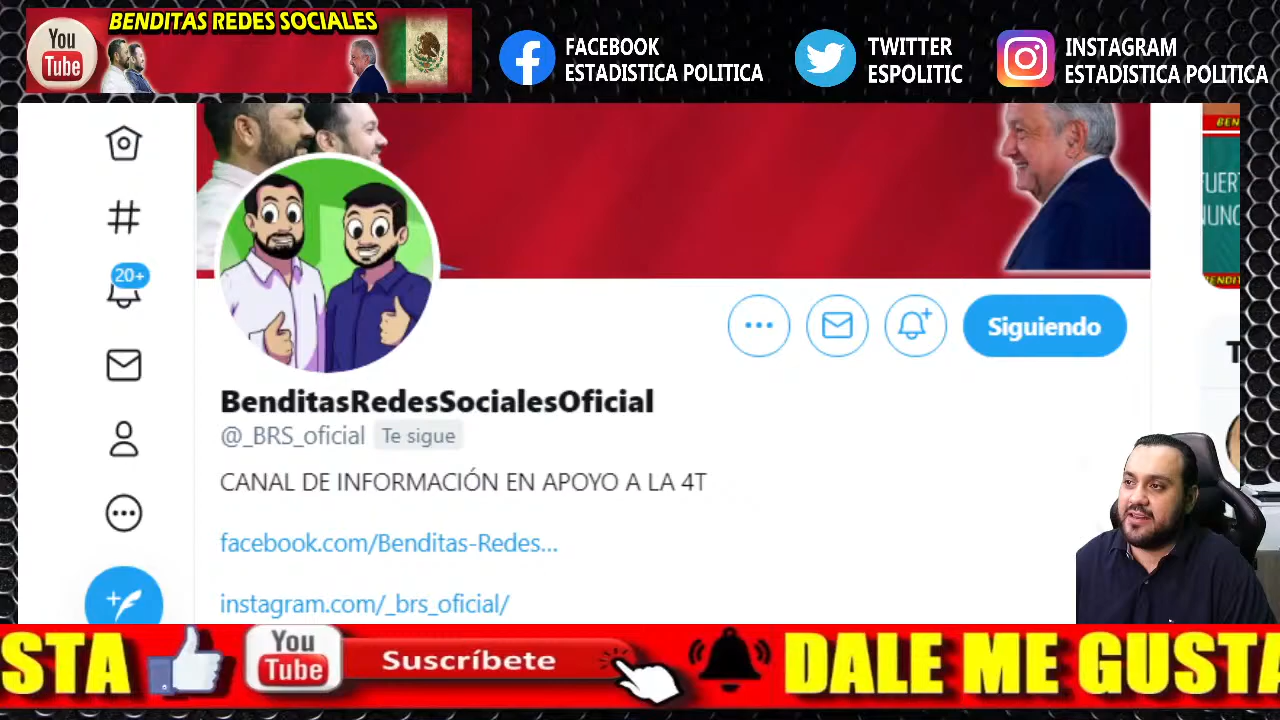 You
Tube
BENDITAS REDES SOCIALES
FACEBOOK
ESTADISTICA POLITICA
TWITTER
ESPOLITIC
INSTAGRAM
ESTADISTICA POLITICA
20+
Siguiendo
BenditasRedesSocialesOficial
@_BRS_oficial Te sigue
CANAL DE INFORMACIÓN EN APOYO A LA 4T
facebook.com/Benditas-Redes...
instagram.com/_brs_oficial/
STA
You
Tube
Suscríbete
DALE ME GUSTA